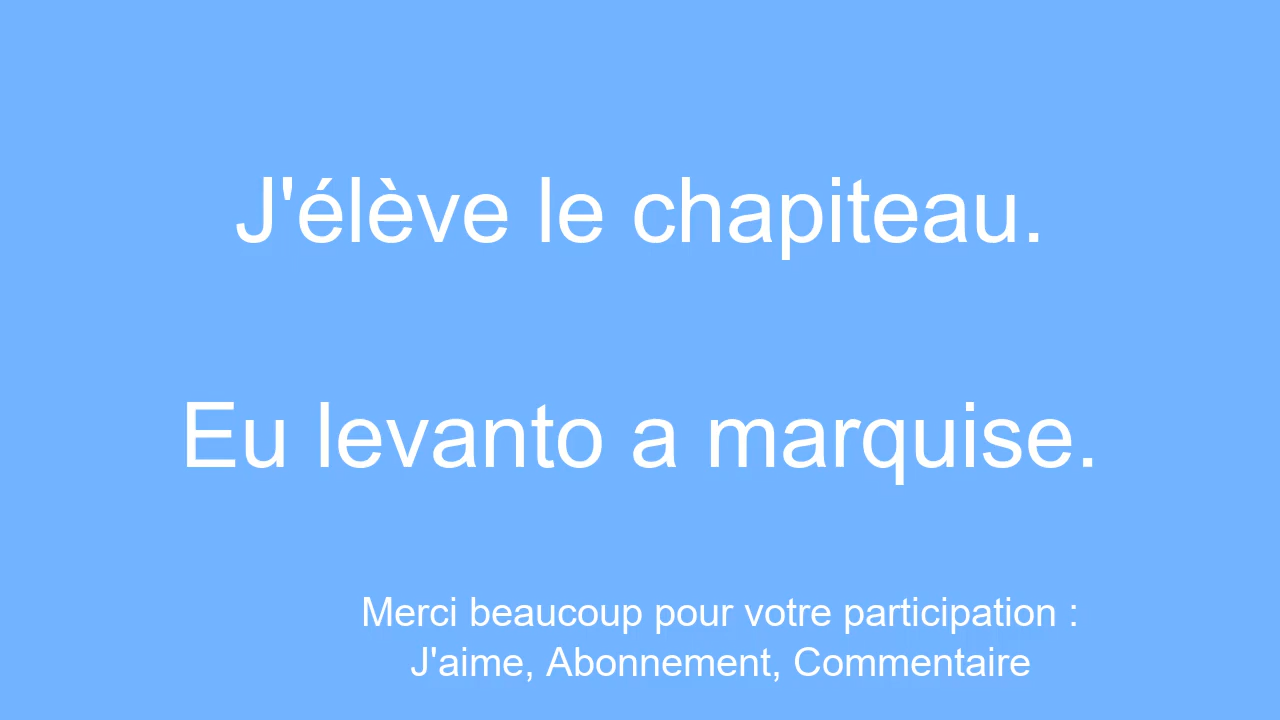 J'élève le chapiteau.
Eu levanto a marquise.
Merci beaucoup pour votre participation :
J'aime, Abonnement, Commentaire